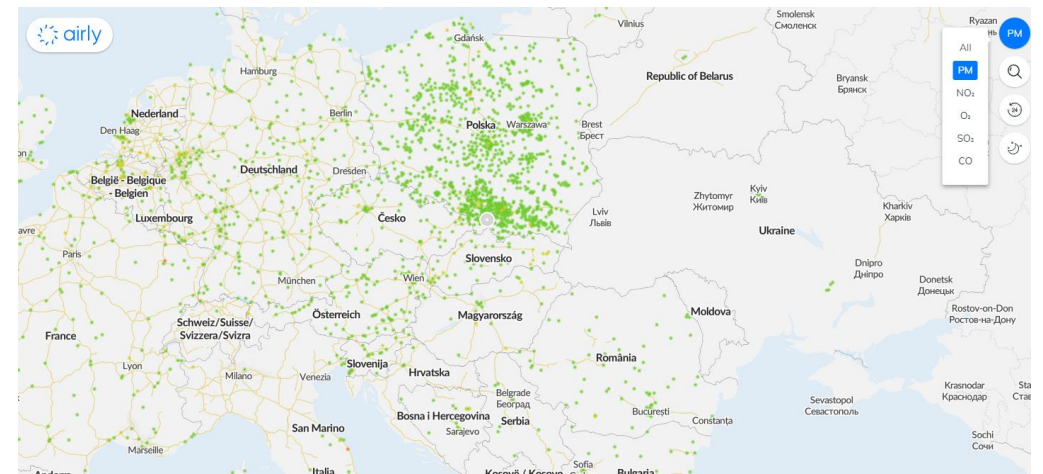 airly
Vilnius
Smolensk
Смоленск
Ryazan
PM
Gdańsk
All
Hamburg
Republic of Belarus
Bryansk
Брянск
PM
NO₂
24
Nederland
Berlin
Den Haag
Polska
Warszawa
Brest
Брест
O₃
SO₂
CO
België - Belgique
- Belgien
Deutschland
Dresden
Luxembourg
Česko
Lviv
Львів
Zhytomyr
Житомир
Kyiv
Київ
Kharkiv
Харків
Ukraine
Paris
Slovensko
München
Wien
Dnipro
Дніпро
Donetsk
Донецьк
Österreich
Magyarország
Moldova
Rostov-on-Don
Ростов-на-Дону
France
Schweiz/Suisse/
Svizzera/Svizra
Lyon
Milano
Venezia
Slovenija
Hrvatska
România
Belgrade
Београд
Krasnodar
Краснодар
Bosna i Hercegovina
Sarajevo
Serbia
București
Constanța
Sevastopol
Севастополь
San Marino
Marseille
Sochi
Сочи
Italia
Sofia
Bulgaria